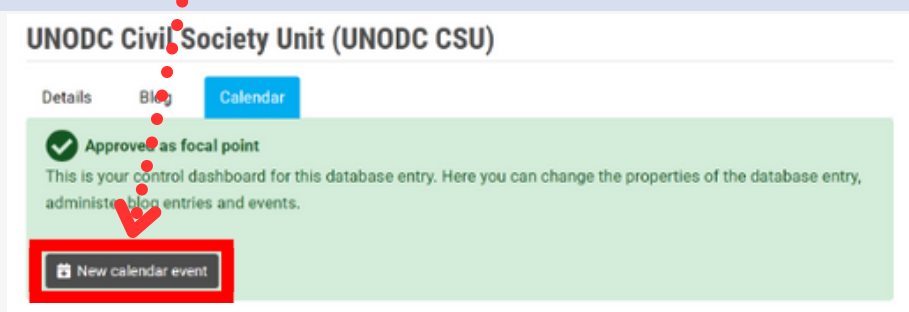 UNODC Civil Society Unit (UNODC CSU)
Details Blog Calendar
Approved as focal point
This is your control dashboard for this database entry. Here you can change the properties of the database entry,
administer blog entries and events.
New calendar event